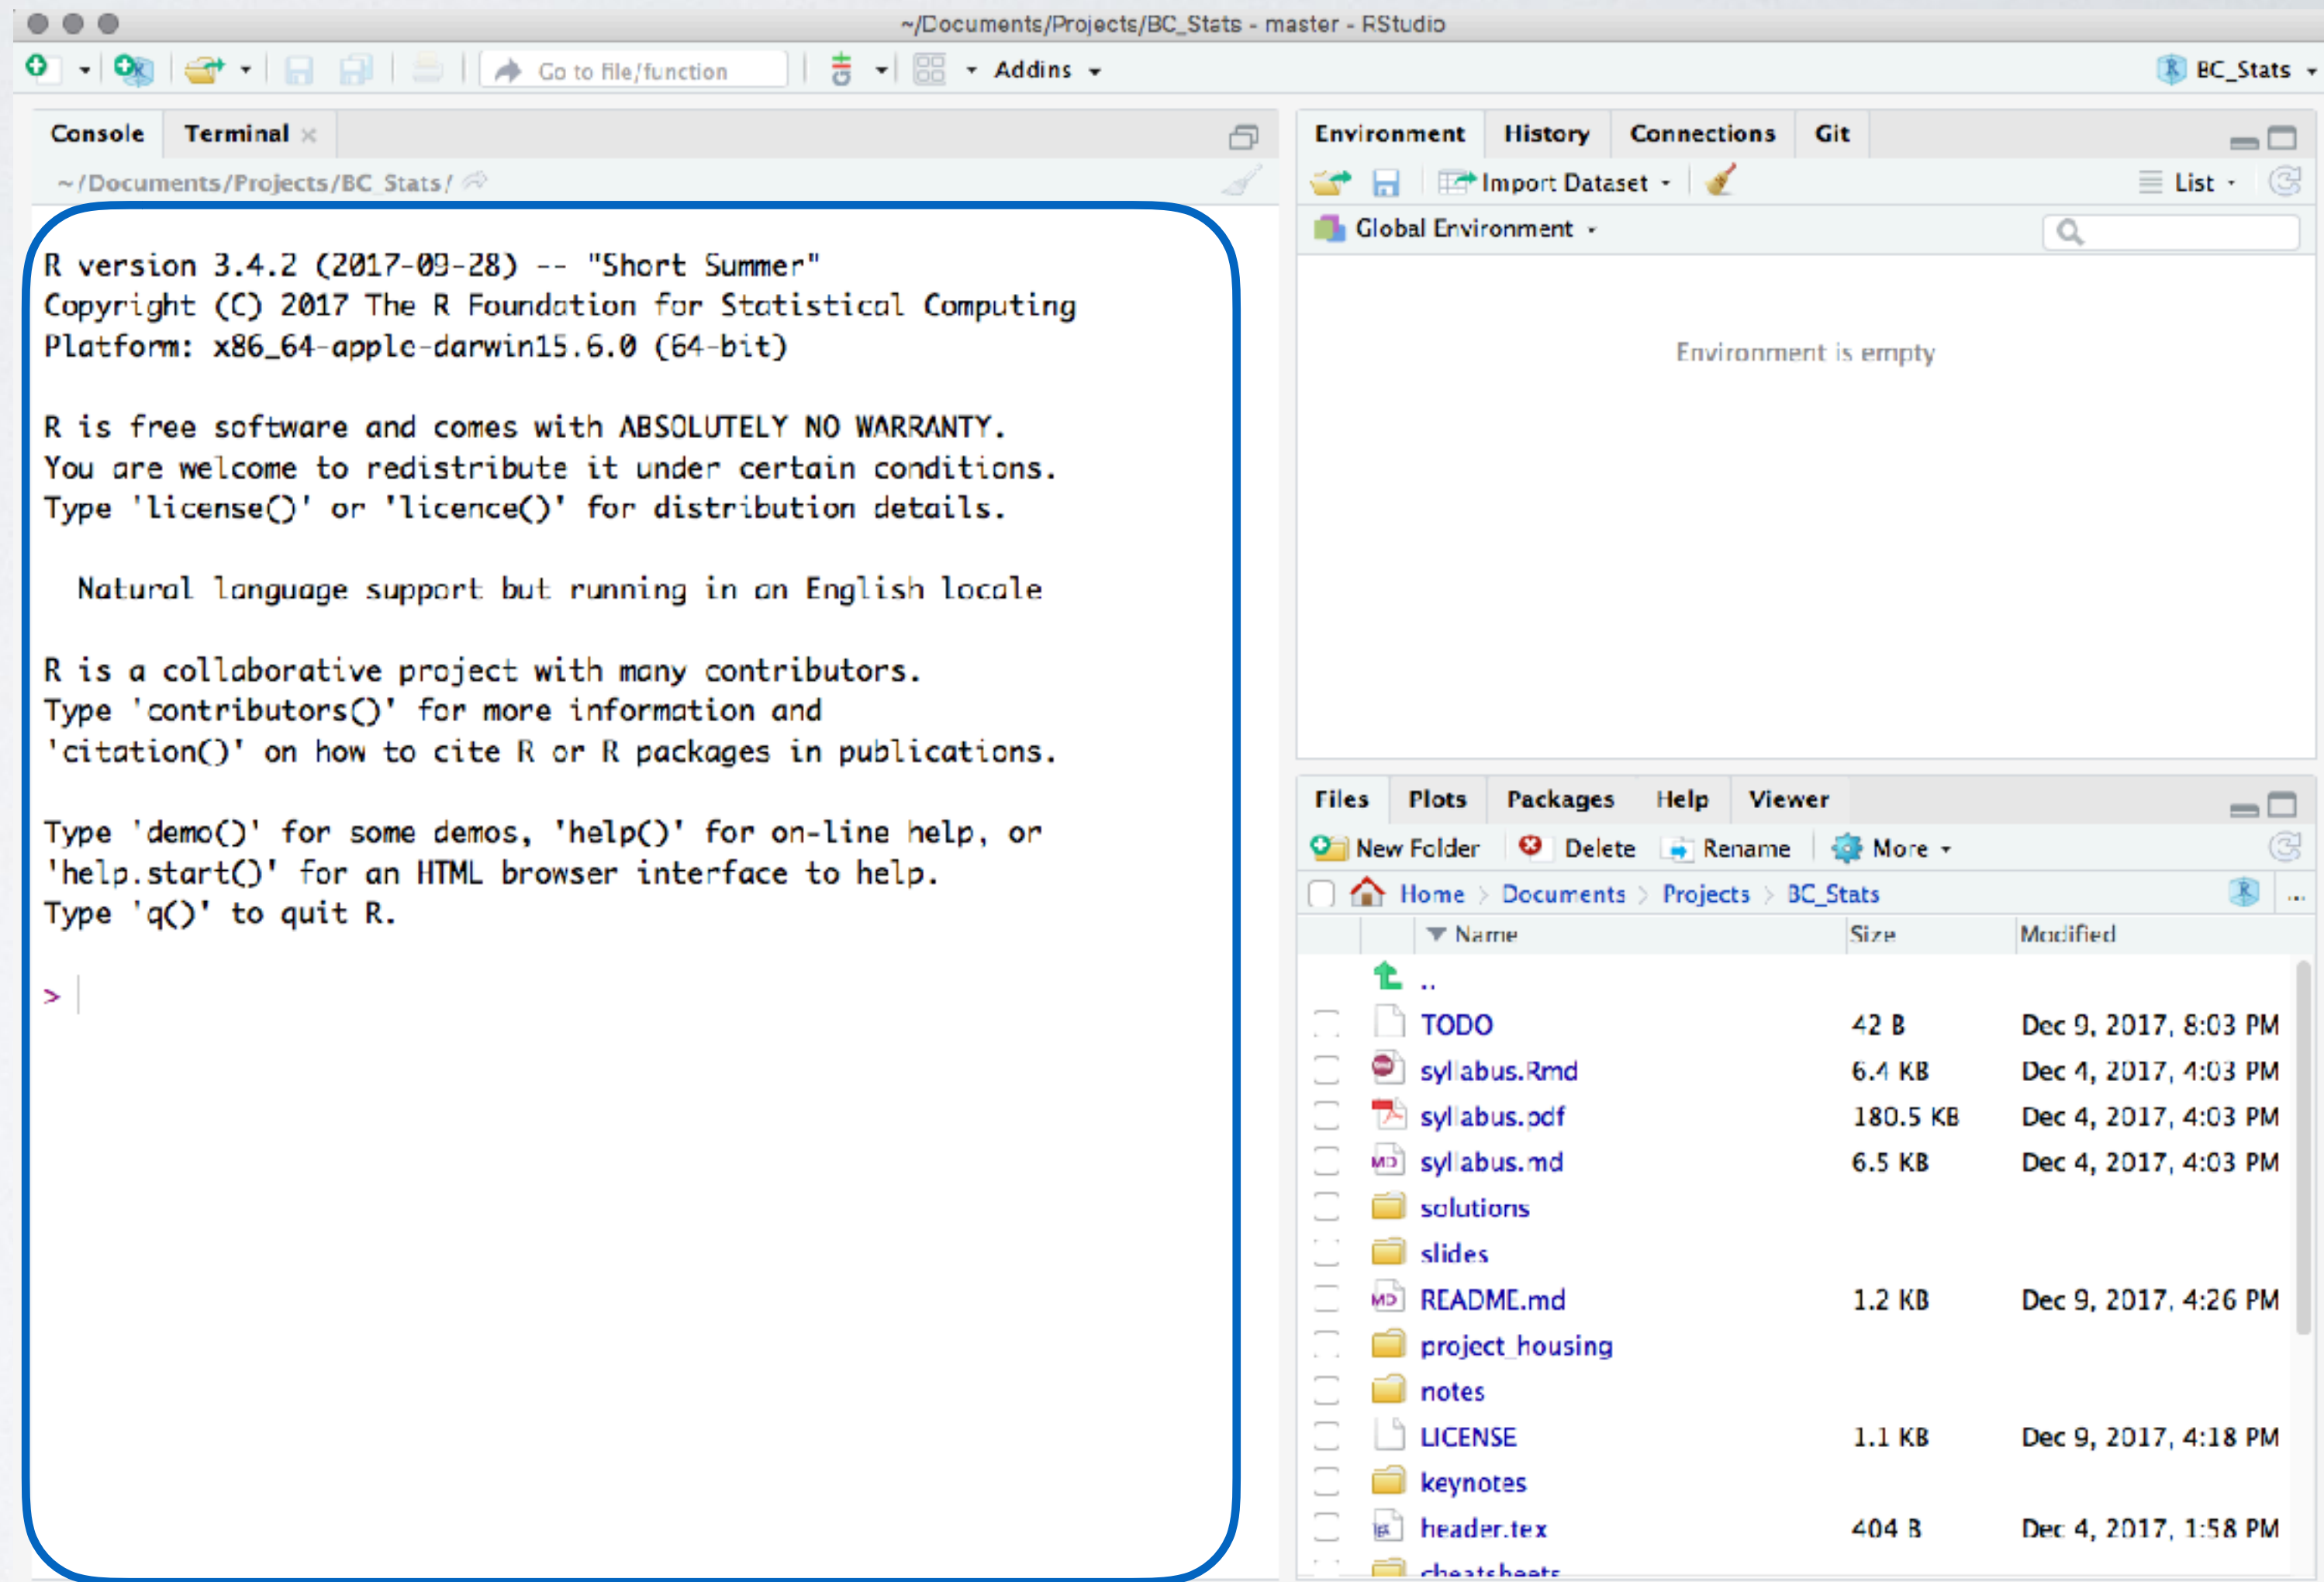 ~/Documents/Projects/BC_Stats - master - RStudio
Go to file/function
Addins
BC_Stats
Console Terminal
~/Documents/Projects/BC_Stats/
R version 3.4.2 (2017-09-28) -- "Short Summer"
Copyright (C) 2017 The R Foundation for Statistical Computing
Platform: x86_64-apple-darwin15.6.0 (64-bit)
R is free software and comes with ABSOLUTELY NO WARRANTY.
You are welcome to redistribute it under certain conditions.
Type 'license()' or 'licence()' for distribution details.
Natural language support but running in an English locale
R is a collaborative project with many contributors.
Type 'contributors()' for more information and
'citation()' on how to cite R or R packages in publications.
Type 'demo()' for some demos, 'help()' for on-line help, or
'help.start()' for an HTML browser interface to help.
Type 'q()' to quit R.
>
Environment History Connections Git
Import Dataset List
Global Environment
Environment is empty
Files Plots Packages Help Viewer
New Folder Delete Rename More
Home > Documents > Projects > BC_Stats ...
Name Size Modified
..
TODO 42 B Dec 9, 2017, 8:03 PM
syllabus.Rmd 6.4 KB Dec 4, 2017, 4:03 PM
syllabus.pdf 180.5 KB Dec 4, 2017, 4:03 PM
syllabus.md 6.5 KB Dec 4, 2017, 4:03 PM
solutions
slides
README.md 1.2 KB Dec 9, 2017, 4:26 PM
project_housing
notes
LICENSE 1.1 KB Dec 9, 2017, 4:18 PM
keynotes
header.tex 404 B Dec 4, 2017, 1:58 PM
cheatsheets